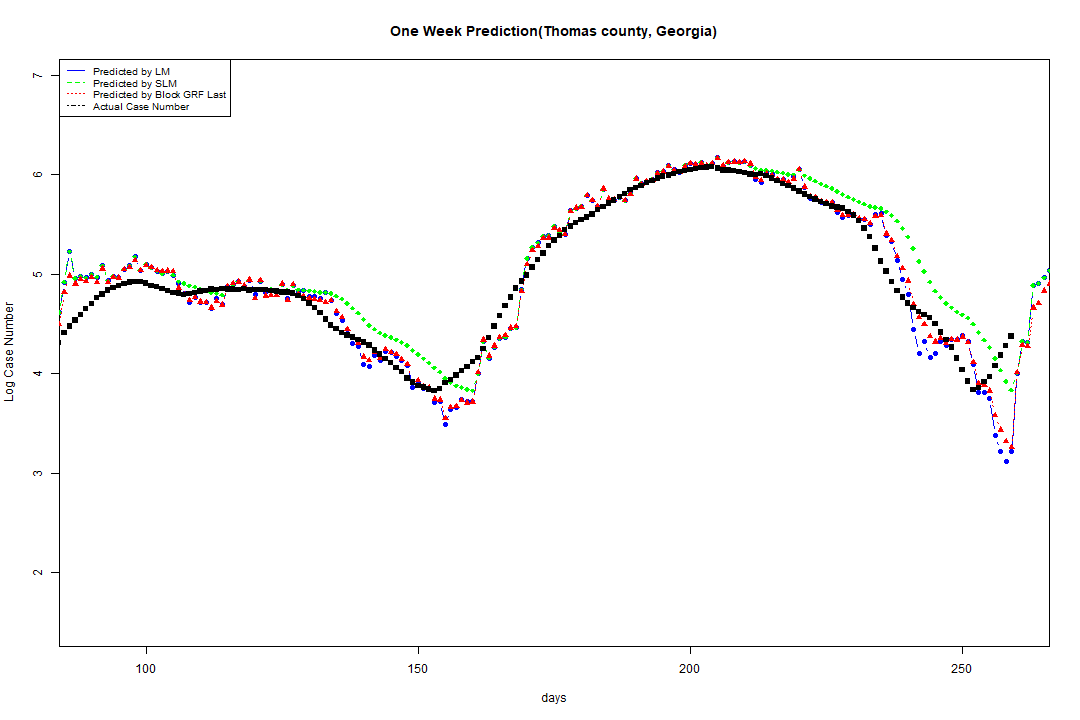 One Week Prediction(Thomas county, Georgia)
Predicted by LM
Predicted by SLM
Predicted by Block GRF Last
Actual Case Number
7
6
5
4
3
2
Log Case Number
100 150 200 250
days